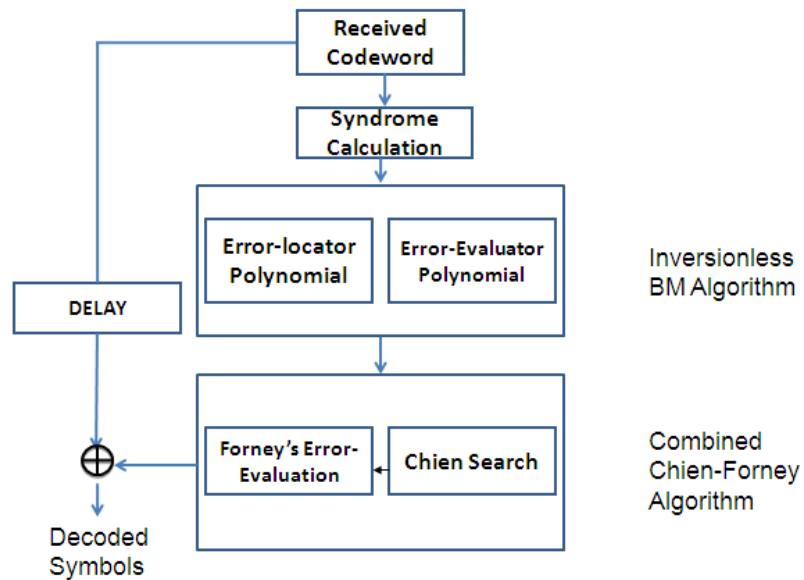 Received
Codeword
Syndrome
Calculation
Error-locator
Polynomial
Error-Evaluator
Polynomial
Inversionless
BM Algorithm
DELAY
Forney's Error-
Evaluation
Chien Search
Combined
Chien-Forney
Algorithm
Decoded
Symbols